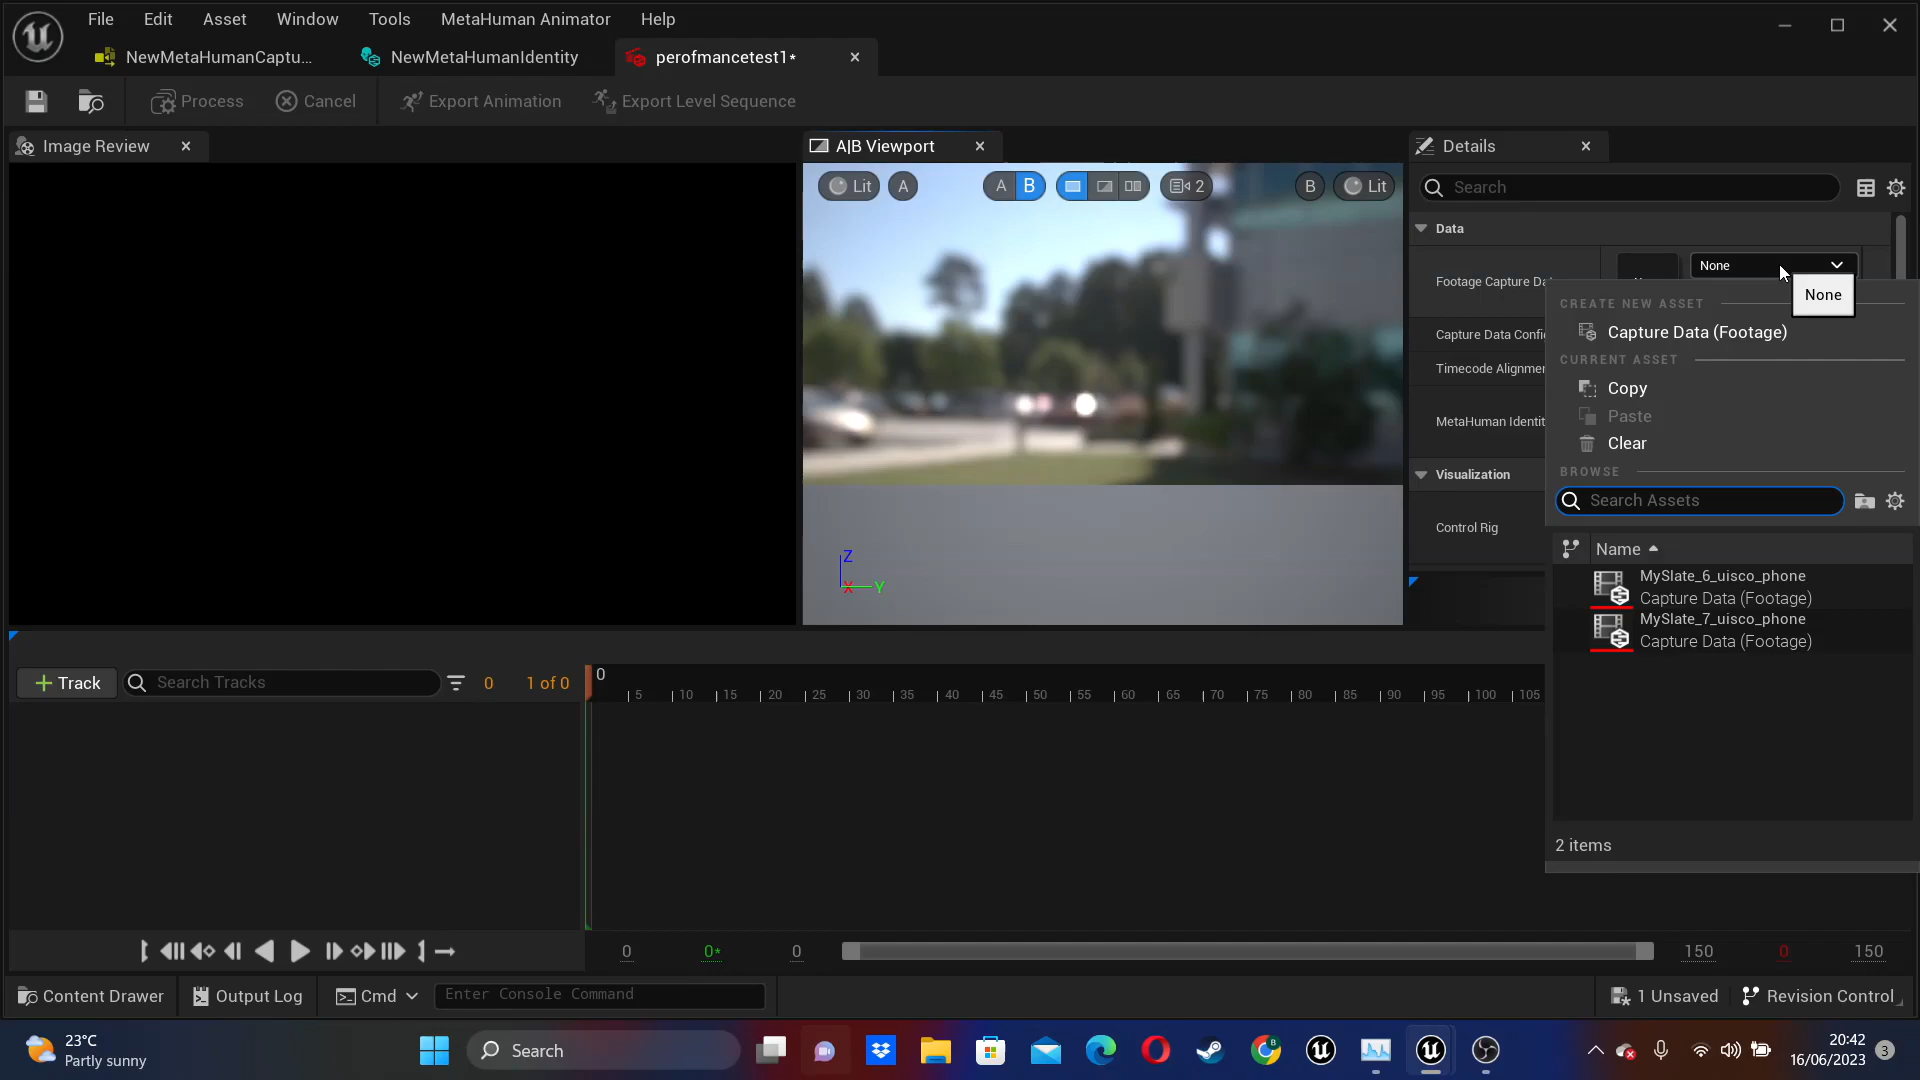 File Edit Asset Window Tools MetaHuman Animator Help
NewMetaHumanCaptu... NewMetaHumanIdentity perofmancetest1*
Process Cancel Export Animation Export Level Sequence
Image Review A|B Viewport Details
Lit A A B 2 B Lit Search
Data
None
Footage Capture Da
None
CREATE NEW ASSET
Capture Data (Footage)
Capture Data Confi
CURRENT ASSET
Timecode Alignmen
Copy
Paste
MetaHuman Identit
Clear
BROWSE
Visualization
Search Assets
Control Rig
Name
Z
X Y
MySlate_6_uisco_phone
Capture Data (Footage)
MySlate_7_uisco_phone
Capture Data (Footage)
2 items
+ Track Search Tracks 0 1 of 0
0
5 10 15 20 25 30 35 40 45 50 55 60 65 70 75 80 85 90 95 100 105
0 0* 0 150 0 150
Content Drawer Output Log Cmd Enter Console Command 1 Unsaved Revision Control
23°C
Partly sunny
Search
20:42
16/06/2023
3